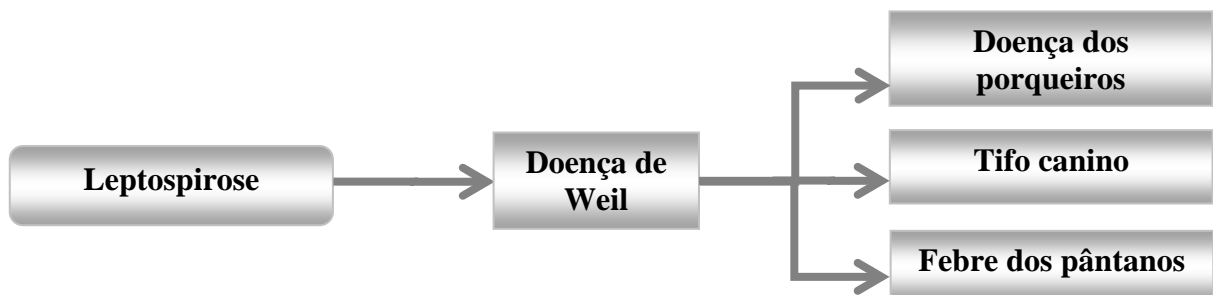 Leptospirose
Doença de
Weil
Doença dos
porqueiros
Tifo canino
Febre dos pântanos